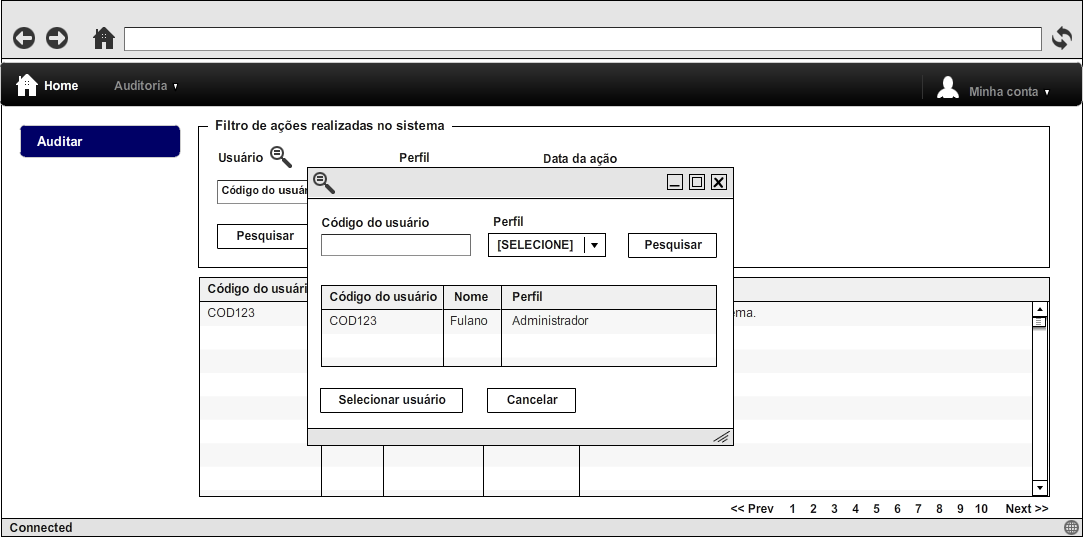 Home Auditoria Minha conta
Auditar
Filtro de ações realizadas no sistema
Usuário Perfil Data da ação
Código do usuár
Pesquisar
Código do usuário Perfil
[SELECIONE] Pesquisar
Código do usuário Nome Perfil
COD123 Fulano Administrador
Selecionar usuário Cancelar
Código do usuári
COD123 ema.
<< Prev 1 2 3 4 5 6 7 8 9 10 Next >>
Connected